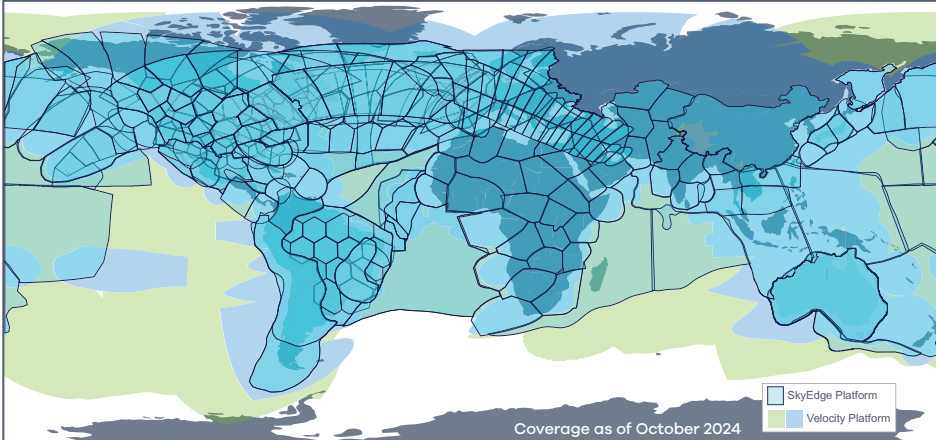 SkyEdge Platform
Velocity Platform
Coverage as of October 2024